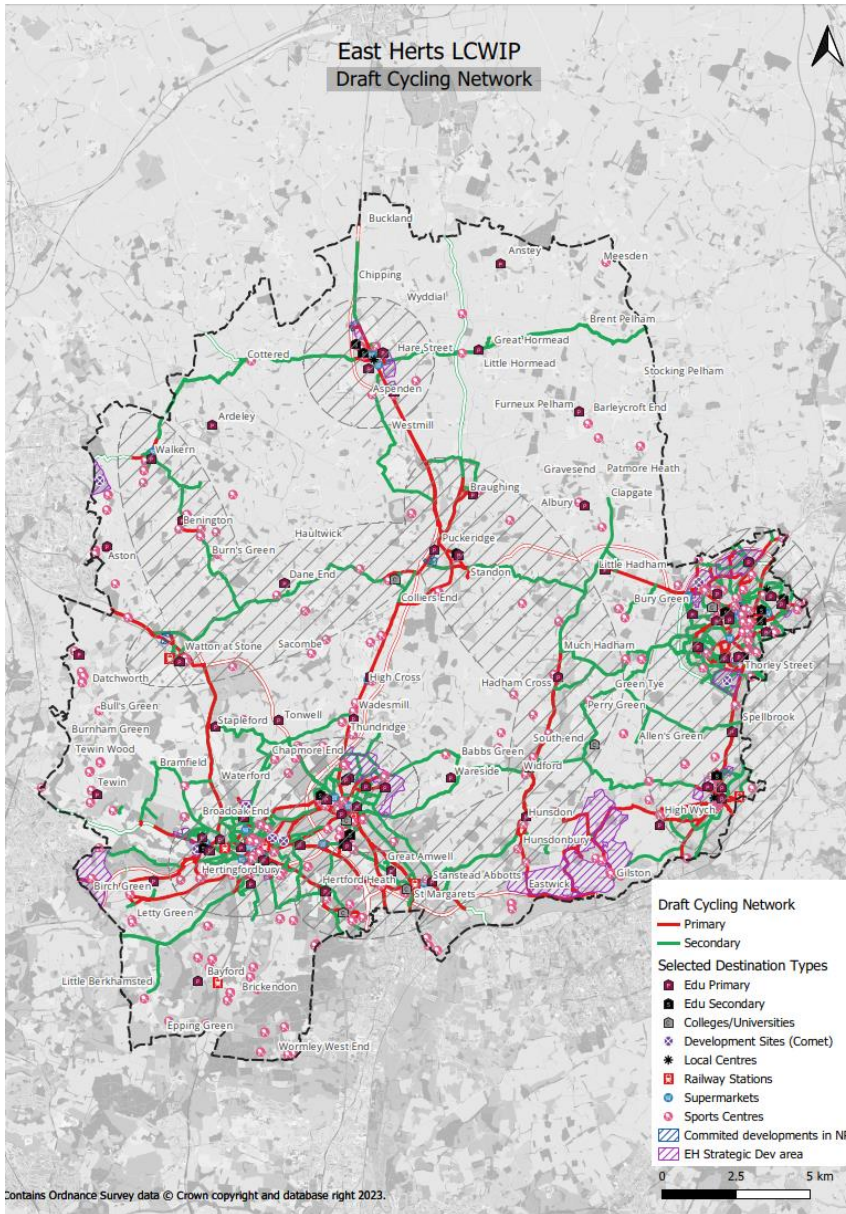 East Herts LCWIP
Draft Cycling Network
Buckland
Anstey
Meesden
Chipping
Wyddial
Brent Pelham
Great Hormead
Hare Street
Cottered
Little Hormead
Stocking Pelham
Aspenden
Furneux Pelham
Barleycroft End
Ardeley
Westmill
Walkern
Gravesend
Patmore Heath
Braughing
Clapgate
Albury
Benington
Haultwick
Puckeridge
Burn's Green
Aston
Little Hadham
Dane End
Standon
Bury Green
Colliers End
Watton at Stone
Sacombe
Much Hadham
Thorley Street
Datchworth
High Cross
Hadham Cross
Green Tye
Bull's Green
Wadesmill
Perry Green
Spellbrook
Stapleford
Tonwell
Thundridge
Burnham Green
South-end
Allen's Green
Tewin Wood
Chapmore End
Babbs Green
Bramfield
Waterford
Wareside
Widford
Tewin
Broadoak End
Hunsdon
High Wych
Hunsdonbury
Great Amwell
Hertingfordbury
Stanstead Abbotts
Gilston
Birch Green
Hertford Heath
Eastwick
St Margarets
Letty Green
Little Berkhamsted
Bayford
Brickendon
Epping Green
Wormley West End
Draft Cycling Network
Primary
Secondary
Selected Destination Types
Edu Primary
Edu Secondary
Colleges/Universities
Development Sites (Comet)
Local Centres
Railway Stations
Supermarkets
Sports Centres
Commited developments in NP
EH Strategic Dev area
0 2.5 5 km
Contains Ordnance Survey data © Crown copyright and database right 2023.